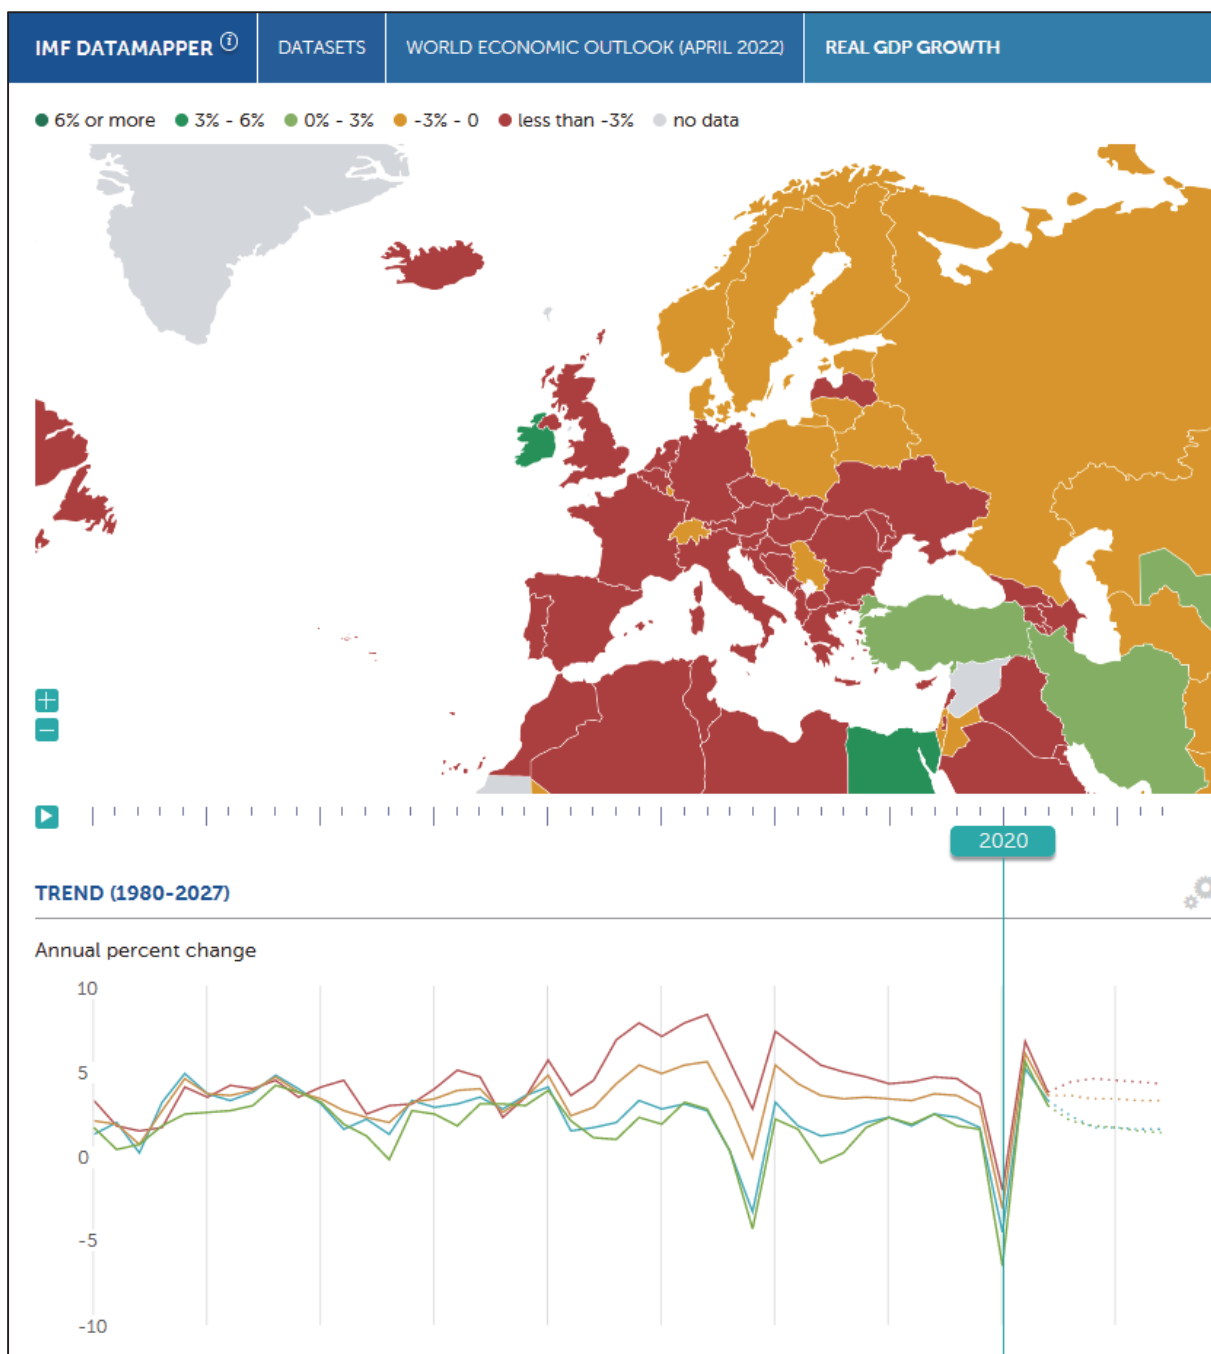 IMF DATAMAPPER i DATASETS WORLD ECONOMIC OUTLOOK (APRIL 2022) REAL GDP GROWTH
6% or more 3% - 6% 0% - 3% -3% - 0 less than -3% no data
2020
TREND (1980-2027)
Annual percent change
10
5
0
-5
-10